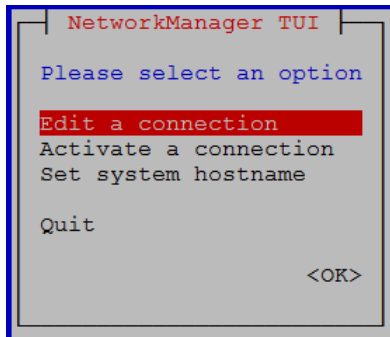 NetworkManager TUI
Please select an option
Edit a connection
Activate a connection
Set system hostname
Quit
<OK>